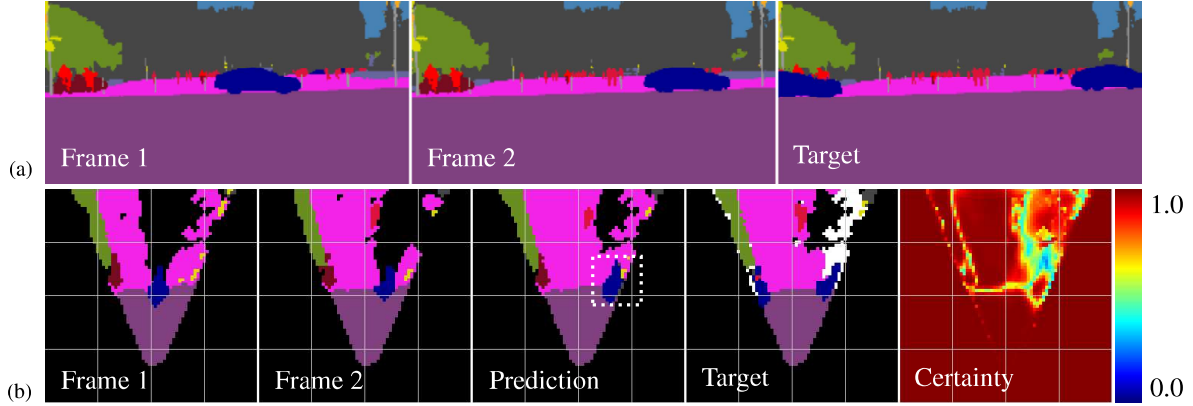 Frame 1
Frame 2
Target
(a)
1.0
0.0
Frame 1
Frame 2
Prediction
Target
Certainty
(b)